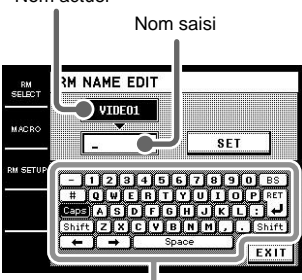 Nom actuel
Nom saisi
RM SELECT
RM NAME EDIT
VIDEO1
MACRO
_
SET
RM SETUP
- 1 2 3 4 5 6 7 8 9 0 BS
# Q W E R T Y U I O P RET
Caps A S D F G H J K L : ↵
Shift Z X C V B N M , . Shift
← → Space
EXIT